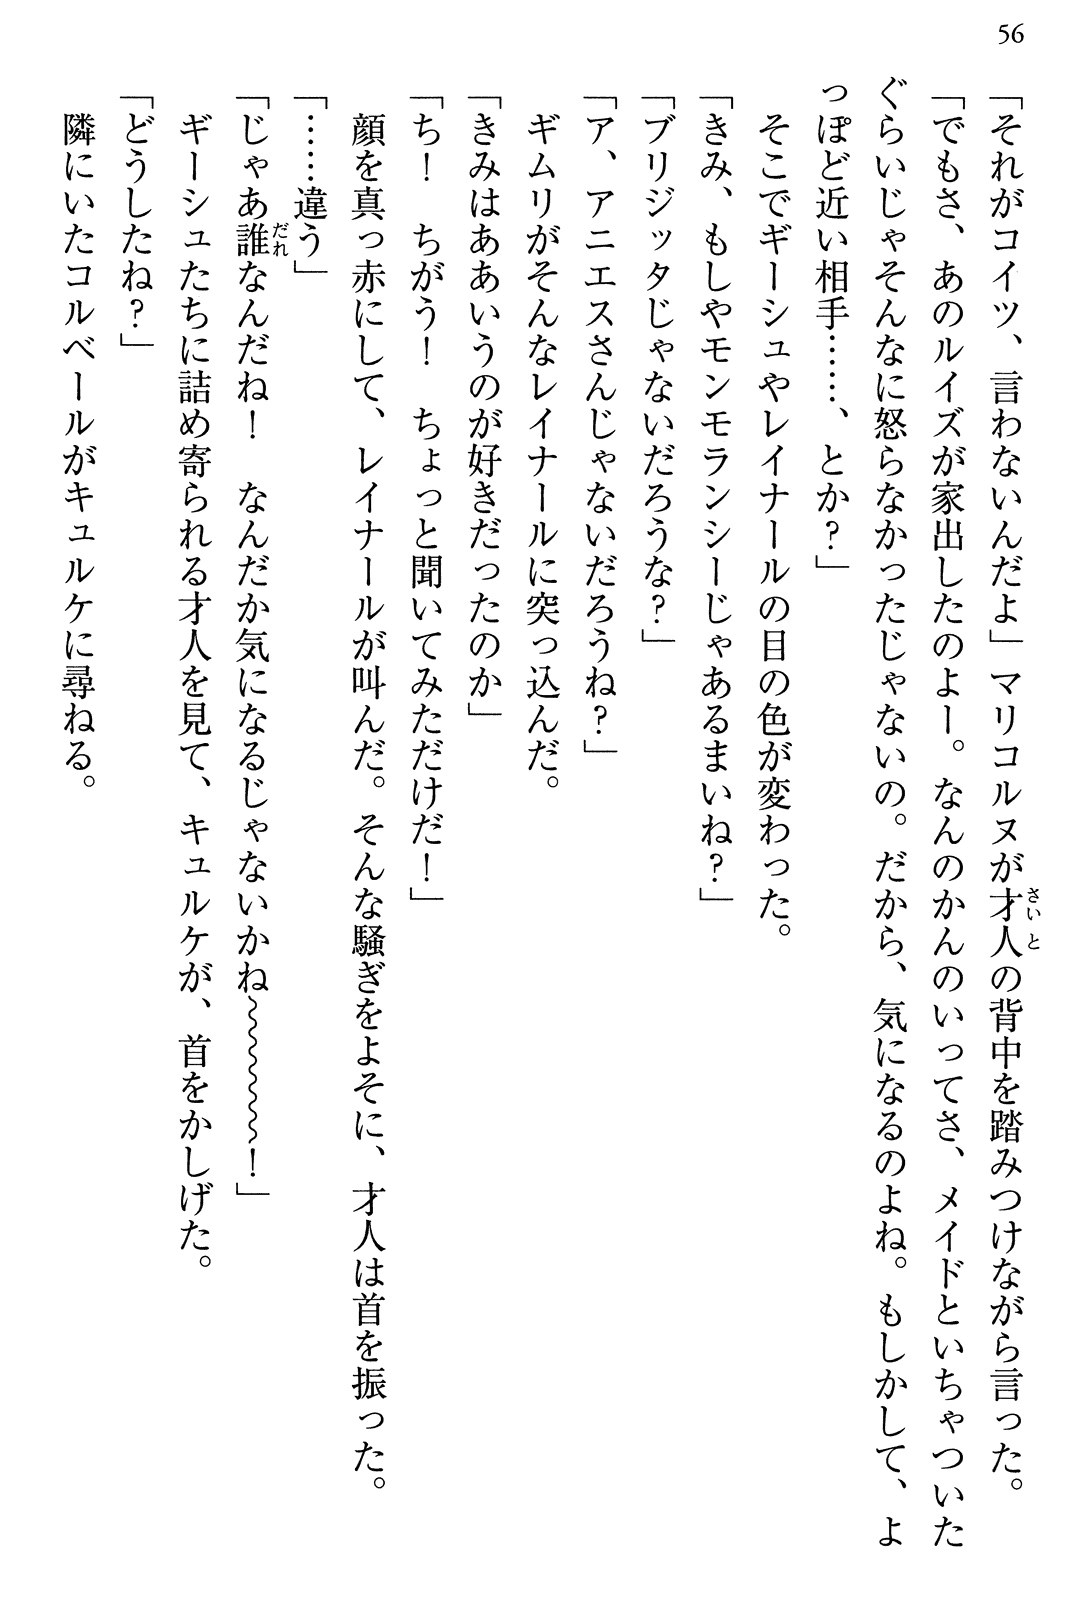 56
「それがコイツ、言わないんだよ」マリコルヌが才人の背中を踏みつけながら言った。
「でもさ、あのルイズが家出したのよー。なんのかんのいってさ、メイドといちゃついた
ぐらいじゃそんなに怒らなかったじゃないの。だから、気になるのよね。もしかして、よ
っぽど近い相手……、とか？」
そこでギーシュやレイナールの目の色が変わった。
「きみ、もしやモンモランシーじゃあるまいね？」
「ブリジッタじゃないだろうな？」
「ア、アニエスさんじゃないだろうね？」
ギムリがそんなレイナールに突っ込んだ。
「きみはああいうのが好きだったのか」
「ち！　ちがう！　ちょっと聞いてみただけだ！」
顔を真っ赤にして、レイナールが叫んだ。そんな騒ぎをよそに、才人は首を振った。
「……違う」
「じゃあ誰なんだね！　なんだか気になるじゃないかね～～～～～！」
ギーシュたちに詰め寄られる才人を見て、キュルケが、首をかしげた。
「どうしたね？」
隣にいたコルベールがキュルケに尋ねる。